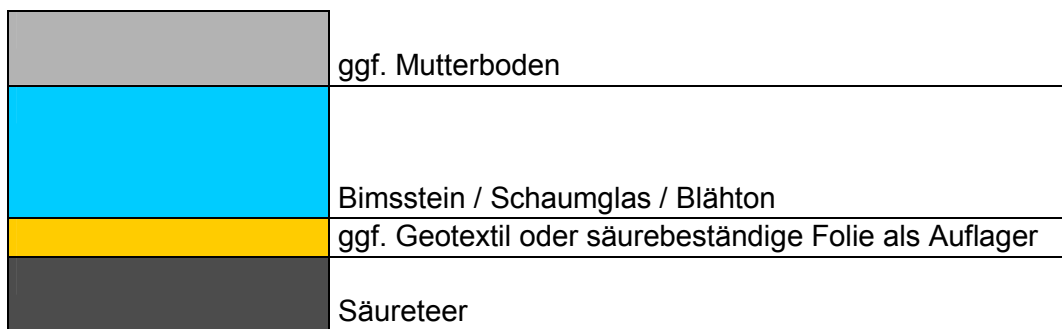 ggf. Mutterboden
Bimsstein / Schaumglas / Blähton
ggf. Geotextil oder säurebeständige Folie als Auflager
Säureteer